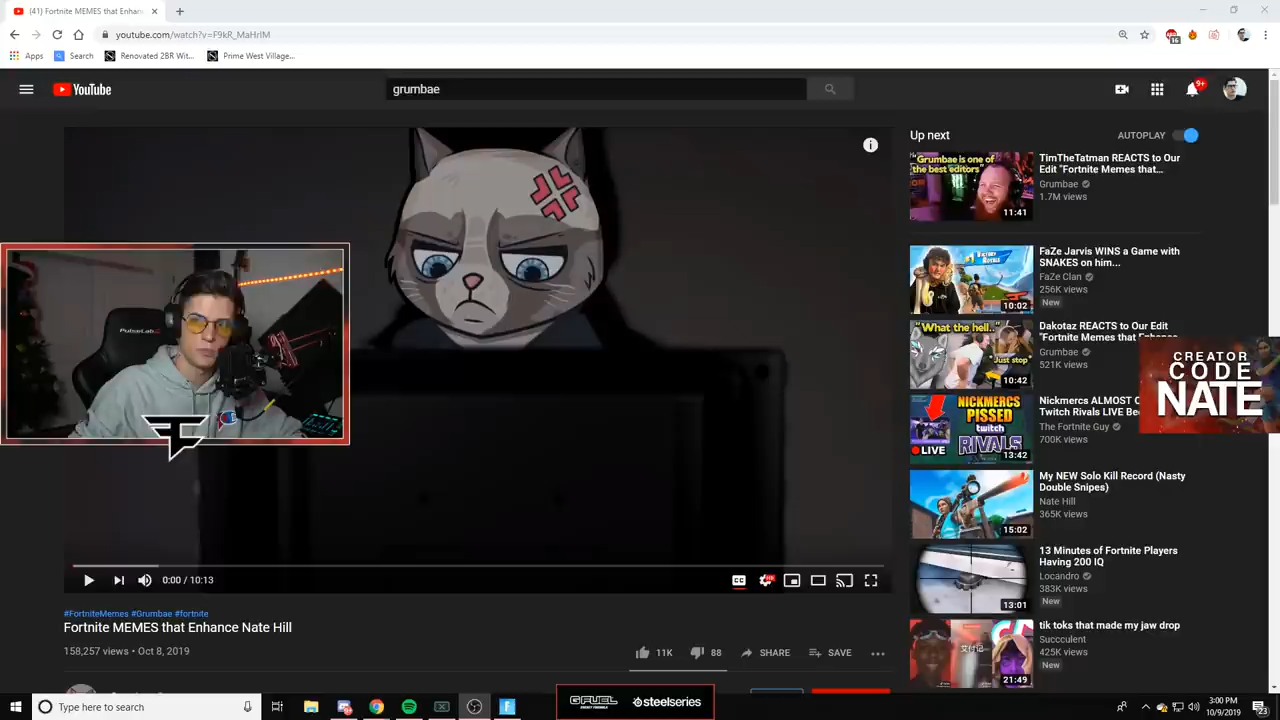 (41) Fortnite MEMES that Enhanc
youtube.com/watch?v=F9kR_MaHrIM
Apps
Search
Renovated 2BR Wit...
Prime West Village...
YouTube
grumbae
9+
Up next
AUTOPLAY
Grumbae is one of
the best editors
11:41
TimTheTatman REACTS to Our
Edit "Fortnite Memes that...
Grumbae
1.7M views
10:02
FaZe Jarvis WINS a Game with
SNAKES on him...
FaZe Clan
256K views
New
"What the hell.."
"Just stop"
10:42
Dakotaz REACTS to Our Edit
"Fortnite Memes that Enhance
Grumbae
521K views
CREATOR
CODE
NATE
NICKMERCS
PISSED
twitch
RIVALS
LIVE
13:42
Nickmercs ALMOST
Twitch Rivals LIVE Be
The Fortnite Guy
700K views
15:02
My NEW Solo Kill Record (Nasty
Double Snipes)
Nate Hill
365K views
13:01
13 Minutes of Fortnite Players
Having 200 IQ
Locandro
383K views
New
21:49
tik toks that made my jaw drop
Succculent
425K views
New
0:00 / 10:13
CC
#FortniteMemes #Grumbae #fortnite
Fortnite MEMES that Enhance Nate Hill
158,257 views • Oct 8, 2019
11K
88
SHARE
SAVE
Type here to search
G FUEL
steelseries
3:00 PM
10/9/2019
23